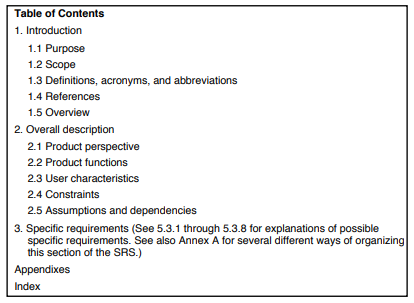 Table of Contents
1. Introduction
1.1 Purpose
1.2 Scope
1.3 Definitions, acronyms, and abbreviations
1.4 References
1.5 Overview
2. Overall description
2.1 Product perspective
2.2 Product functions
2.3 User characteristics
2.4 Constraints
2.5 Assumptions and dependencies
3. Specific requirements (See 5.3.1 through 5.3.8 for explanations of possible
specific requirements. See also Annex A for several different ways of organizing
this section of the SRS.)
Appendixes
Index